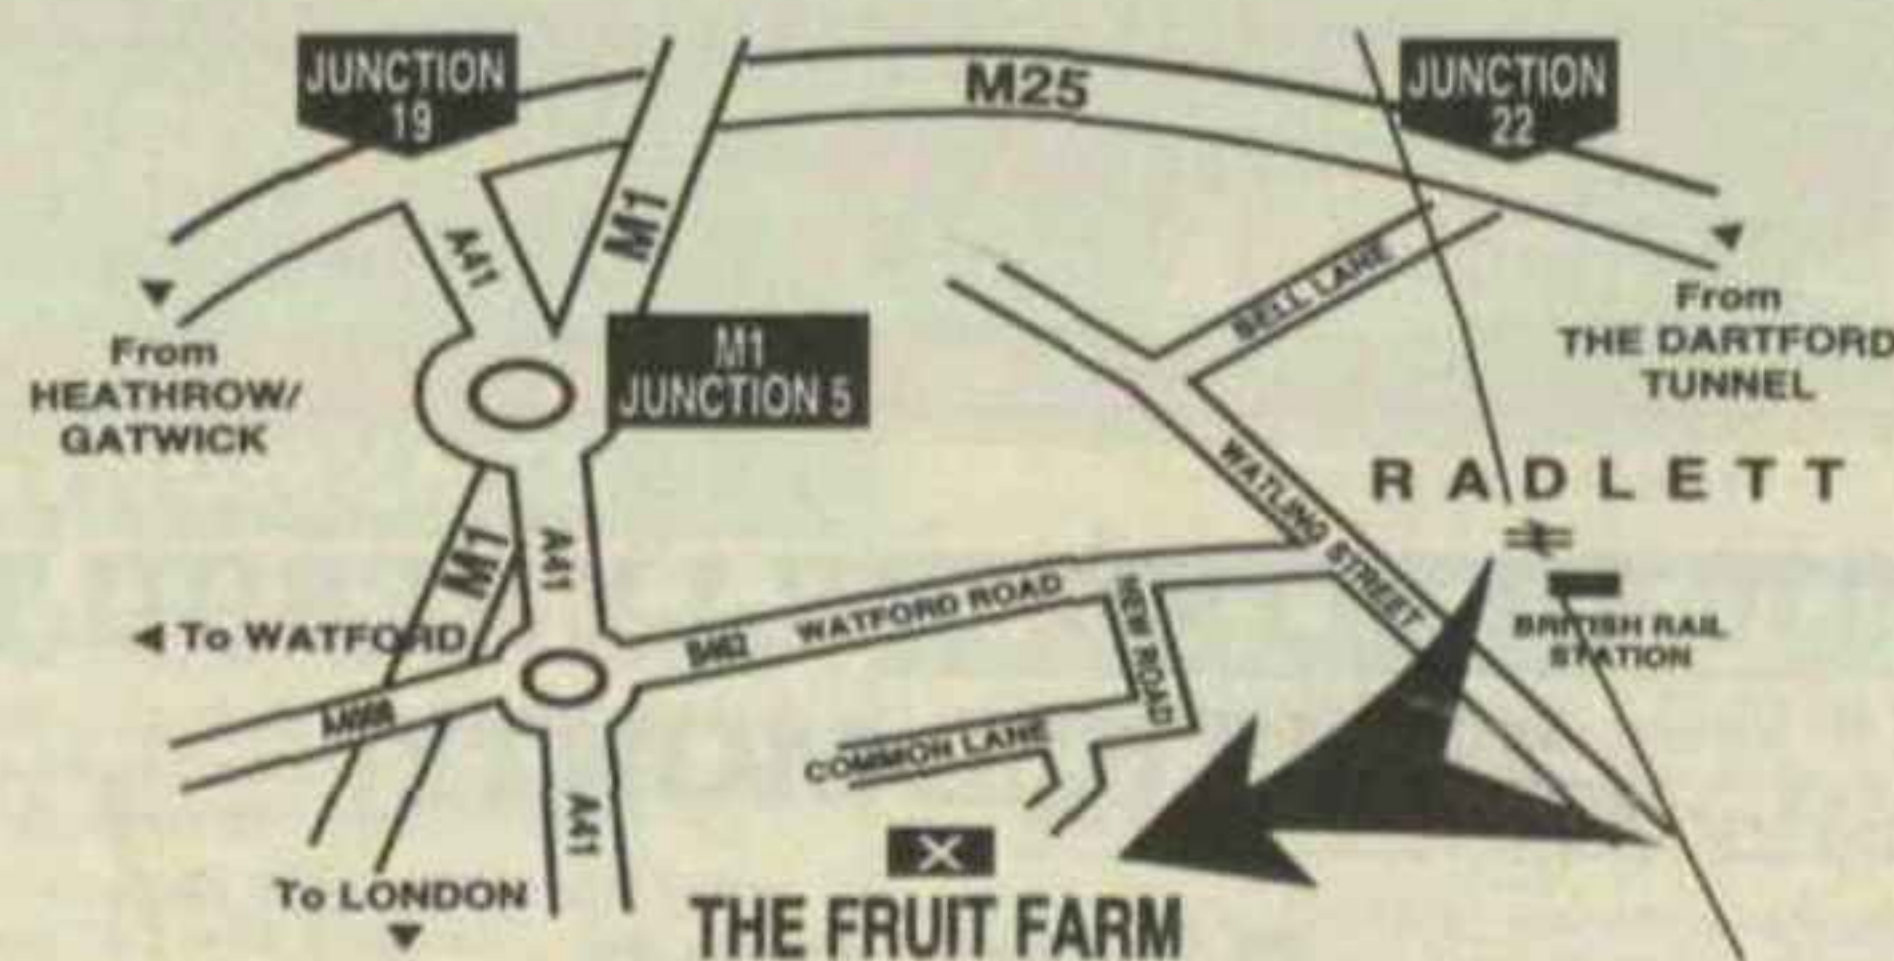 JUNCTION
19
M25
JUNCTION
22
A41
M1
BELL LANE
From
HEATHROW/
GATWICK
M1
JUNCTION 5
From
THE DARTFORD
TUNNEL
WATLING STREET
RADLETT
M1
A41
To WATFORD
B462 WATFORD ROAD
NEW ROAD
BRITISH RAIL
STATION
COMMON LANE
A41
To LONDON
X
THE FRUIT FARM